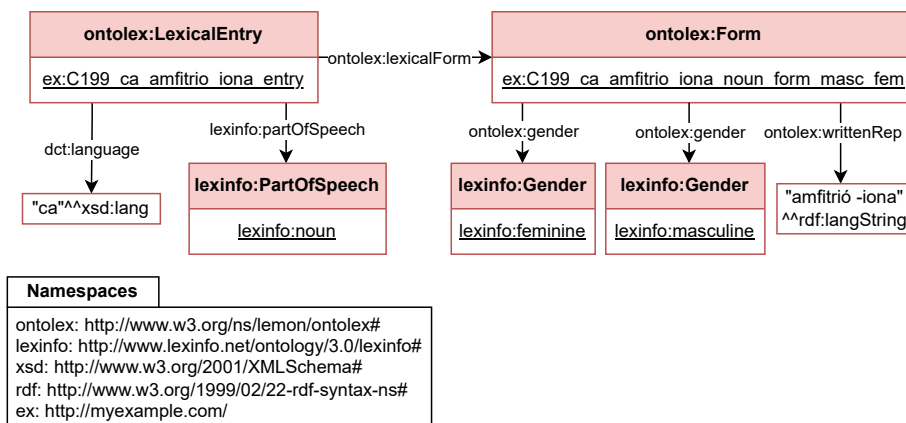 ontolex:LexicalEntry
ex:C199_ca_amfitrio_iona_entry
ontolex:lexicalForm
ontolex:Form
ex:C199_ca_amfitrio_iona_noun_form_masc_fem
dct:language
lexinfo:partOfSpeech
ontolex:gender
ontolex:gender
ontolex:writtenRep
"ca"^^xsd:lang
lexinfo:PartOfSpeech
lexinfo:noun
lexinfo:Gender
lexinfo:feminine
lexinfo:Gender
lexinfo:masculine
"amfitrió -iona"
^^rdf:langString
Namespaces
ontolex: http://www.w3.org/ns/lemon/ontolex#
lexinfo: http://www.lexinfo.net/ontology/3.0/lexinfo#
xsd: http://www.w3.org/2001/XMLSchema#
rdf: http://www.w3.org/1999/02/22-rdf-syntax-ns#
ex: http://myexample.com/